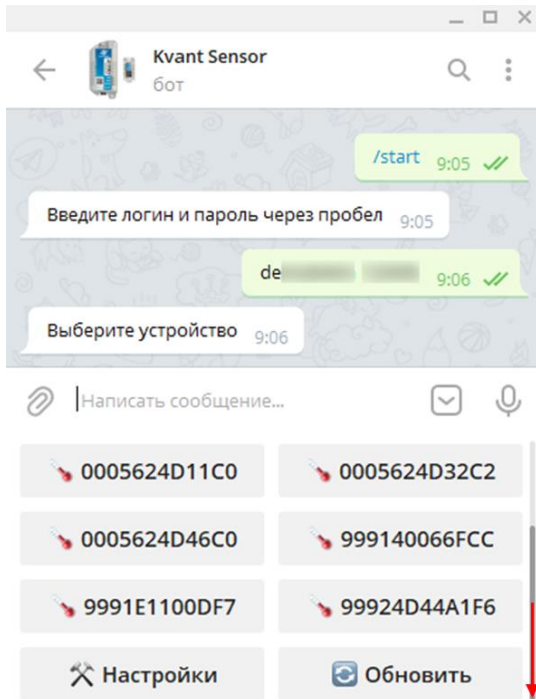 Kvant Sensor
бот
/start 9:05
Введите логин и пароль через пробел 9:05
de 9:06
Выберите устройство 9:06
Написать сообщение...
0005624D11C0 0005624D32C2
0005624D46C0 999140066FCC
9991E1100DF7 99924D44A1F6
Настройки Обновить